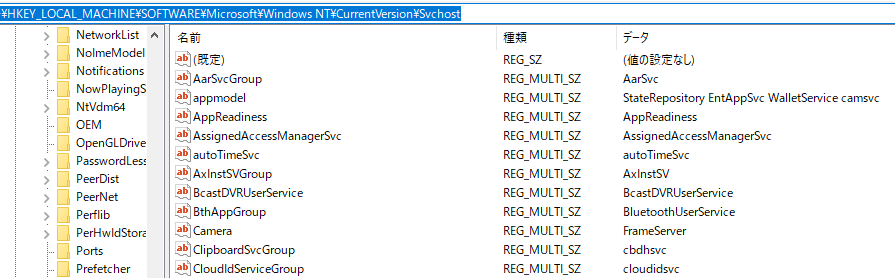 ¥HKEY_LOCAL_MACHINE¥SOFTWARE¥Microsoft¥Windows NT¥CurrentVersion¥Svchost
NetworkList
NoImeModel
Notifications
NowPlayingS
NtVdm64
OEM
OpenGLDrive
PasswordLess
PeerDist
PeerNet
Perflib
PerHwIdStora
Ports
Prefetcher
名前 種類 データ
(既定) REG_SZ (値の設定なし)
AarSvcGroup REG_MULTI_SZ AarSvc
appmodel REG_MULTI_SZ StateRepository EntAppSvc WalletService camsvc
AppReadiness REG_MULTI_SZ AppReadiness
AssignedAccessManagerSvc REG_MULTI_SZ AssignedAccessManagerSvc
autoTimeSvc REG_MULTI_SZ autoTimeSvc
AxInstSVGroup REG_MULTI_SZ AxInstSV
BcastDVRUserService REG_MULTI_SZ BcastDVRUserService
BthAppGroup REG_MULTI_SZ BluetoothUserService
Camera REG_MULTI_SZ FrameServer
ClipboardSvcGroup REG_MULTI_SZ cbdhsvc
CloudIdServiceGroup REG_MULTI_SZ cloudidsvc